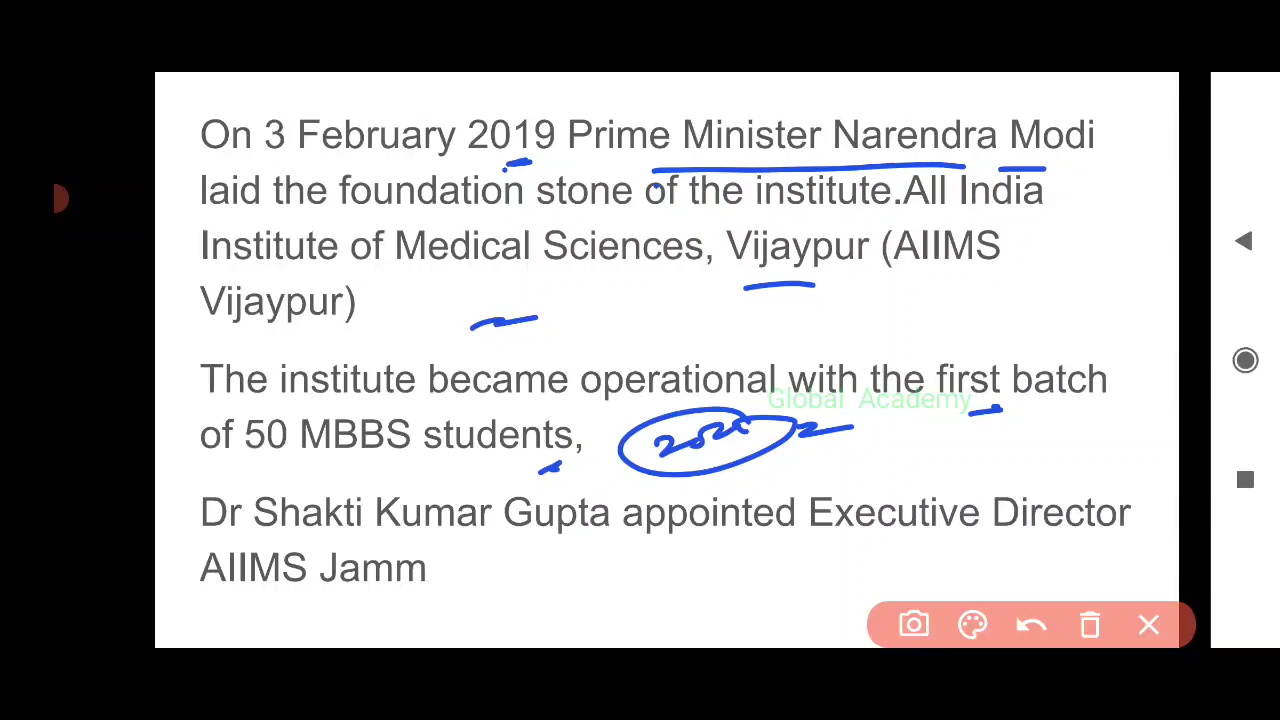 On 3 February 2019 Prime Minister Narendra Modi
laid the foundation stone of the institute.All India
Institute of Medical Sciences, Vijaypur (AIIMS
Vijaypur)
The institute became operational with the first batch
Global Academy
of 50 MBBS students,
Dr Shakti Kumar Gupta appointed Executive Director
AIIMS Jamm